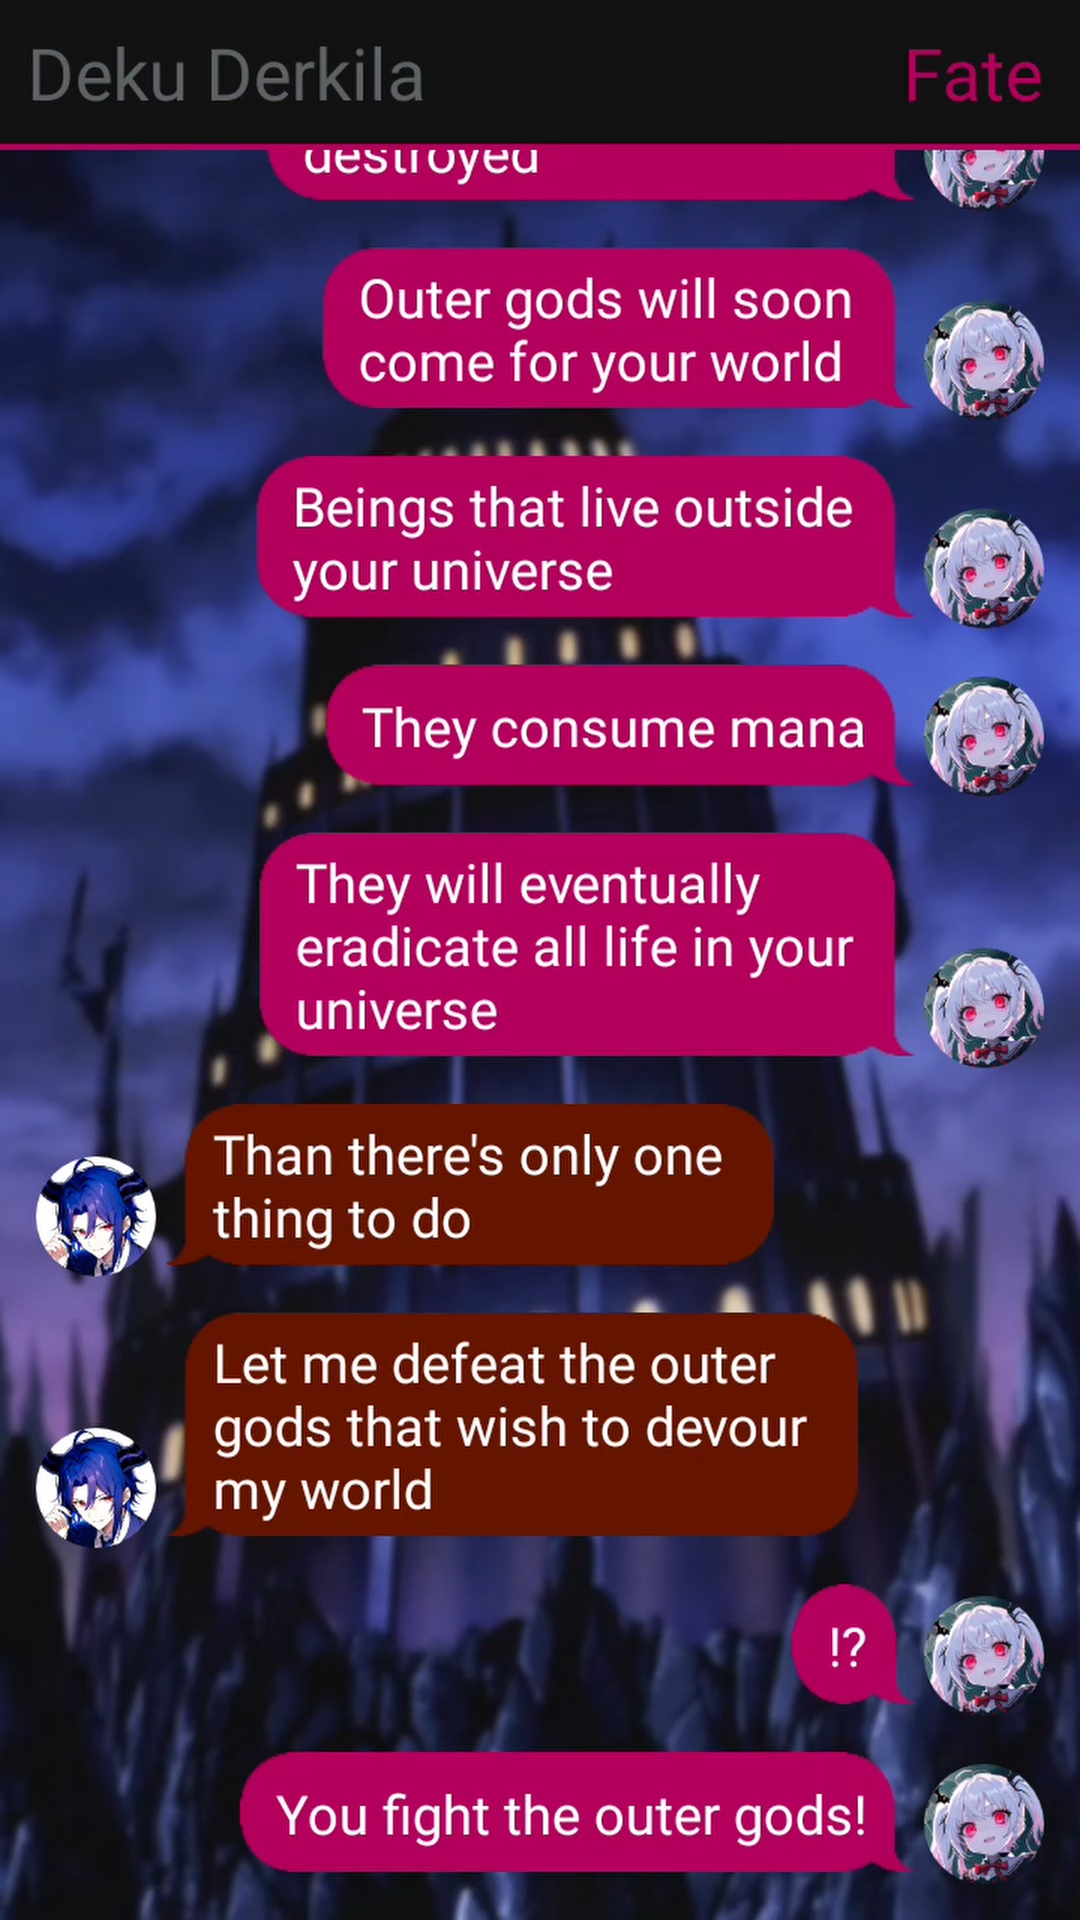 Deku Derkila
Fate
destroyed
Outer gods will soon
come for your world
Beings that live outside
your universe
They consume mana
They will eventually
eradicate all life in your
universe
Than there's only one
thing to do
Let me defeat the outer
gods that wish to devour
my world
!?
You fight the outer gods!